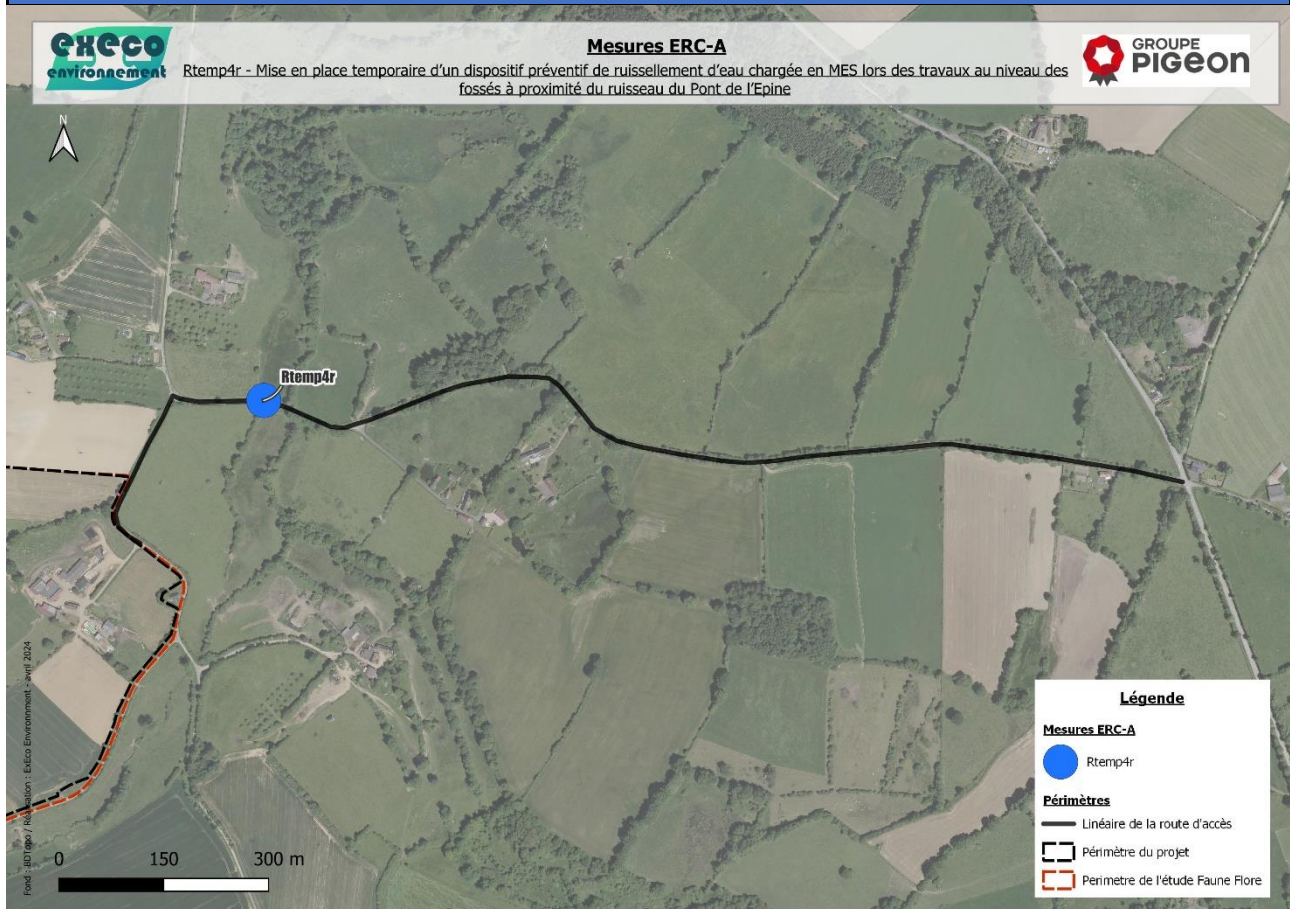 execo
environnement
Mesures ERC-A
Rtemp4r - Mise en place temporaire d'un dispositif préventif de ruissellement d'eau chargée en MES lors des travaux au niveau des
fossés à proximité du ruisseau du Pont de l'Epine
GROUPE
PIGEON
N
Rtemp4r
Légende
Mesures ERC-A
Rtemp4r
Périmètres
Linéaire de la route d'accès
Périmètre du projet
Perimetre de l'étude Faune Flore
0 150 300 m
Fond : BDTopo / Réalisation : ExEco Environnment - avril 2024